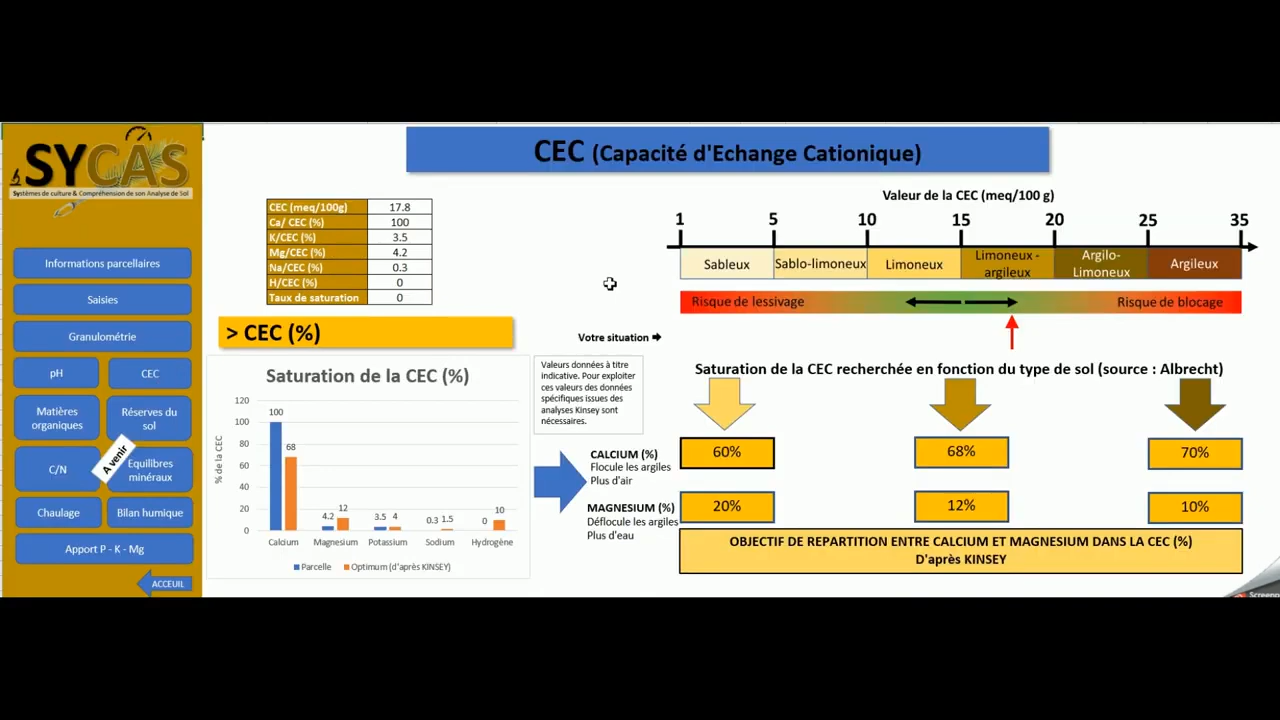 SYCAS
Systèmes de culture & Compréhension de son Analyse de Sol
Informations parcellaires
Saisies
Granulométrie
pH
CEC
Matières
organiques
Réserves du
sol
A venir
C/N
Equilibres
minéraux
Chaulage
Bilan humique
Apport P - K - Mg
ACCEUIL
CEC (Capacité d'Echange Cationique)
CEC (meq/100g) 17.8
Ca/ CEC (%) 100
K/CEC (%) 3.5
Mg/CEC (%) 4.2
Na/CEC (%) 0.3
H/CEC (%) 0
Taux de saturation 0
> CEC (%)
Saturation de la CEC (%)
% de la CEC
120
100
80
60
40
20
0
100
68
4.2
12
3.5
4
0.3
1.5
0
10
Calcium
Magnesium
Potassium
Sodium
Hydrogène
Parcelle
Optimum (d'après KINSEY)
Valeurs données à titre
indicative. Pour exploiter
ces valeurs des données
spécifiques issues des
analyses Kinsey sont
nécessaires.
Valeur de la CEC (meq/100 g)
1 5 10 15 20 25 35
Sableux
Sablo-limoneux
Limoneux
Limoneux -
argileux
Argilo-
Limoneux
Argileux
Risque de lessivage
Risque de blocage
Votre situation
Saturation de la CEC recherchée en fonction du type de sol (source : Albrecht)
CALCIUM (%)
Flocule les argiles
Plus d'air
60%
68%
70%
MAGNESIUM (%)
Déflocule les argiles
Plus d'eau
20%
12%
10%
OBJECTIF DE REPARTITION ENTRE CALCIUM ET MAGNESIUM DANS LA CEC (%)
D'après KINSEY